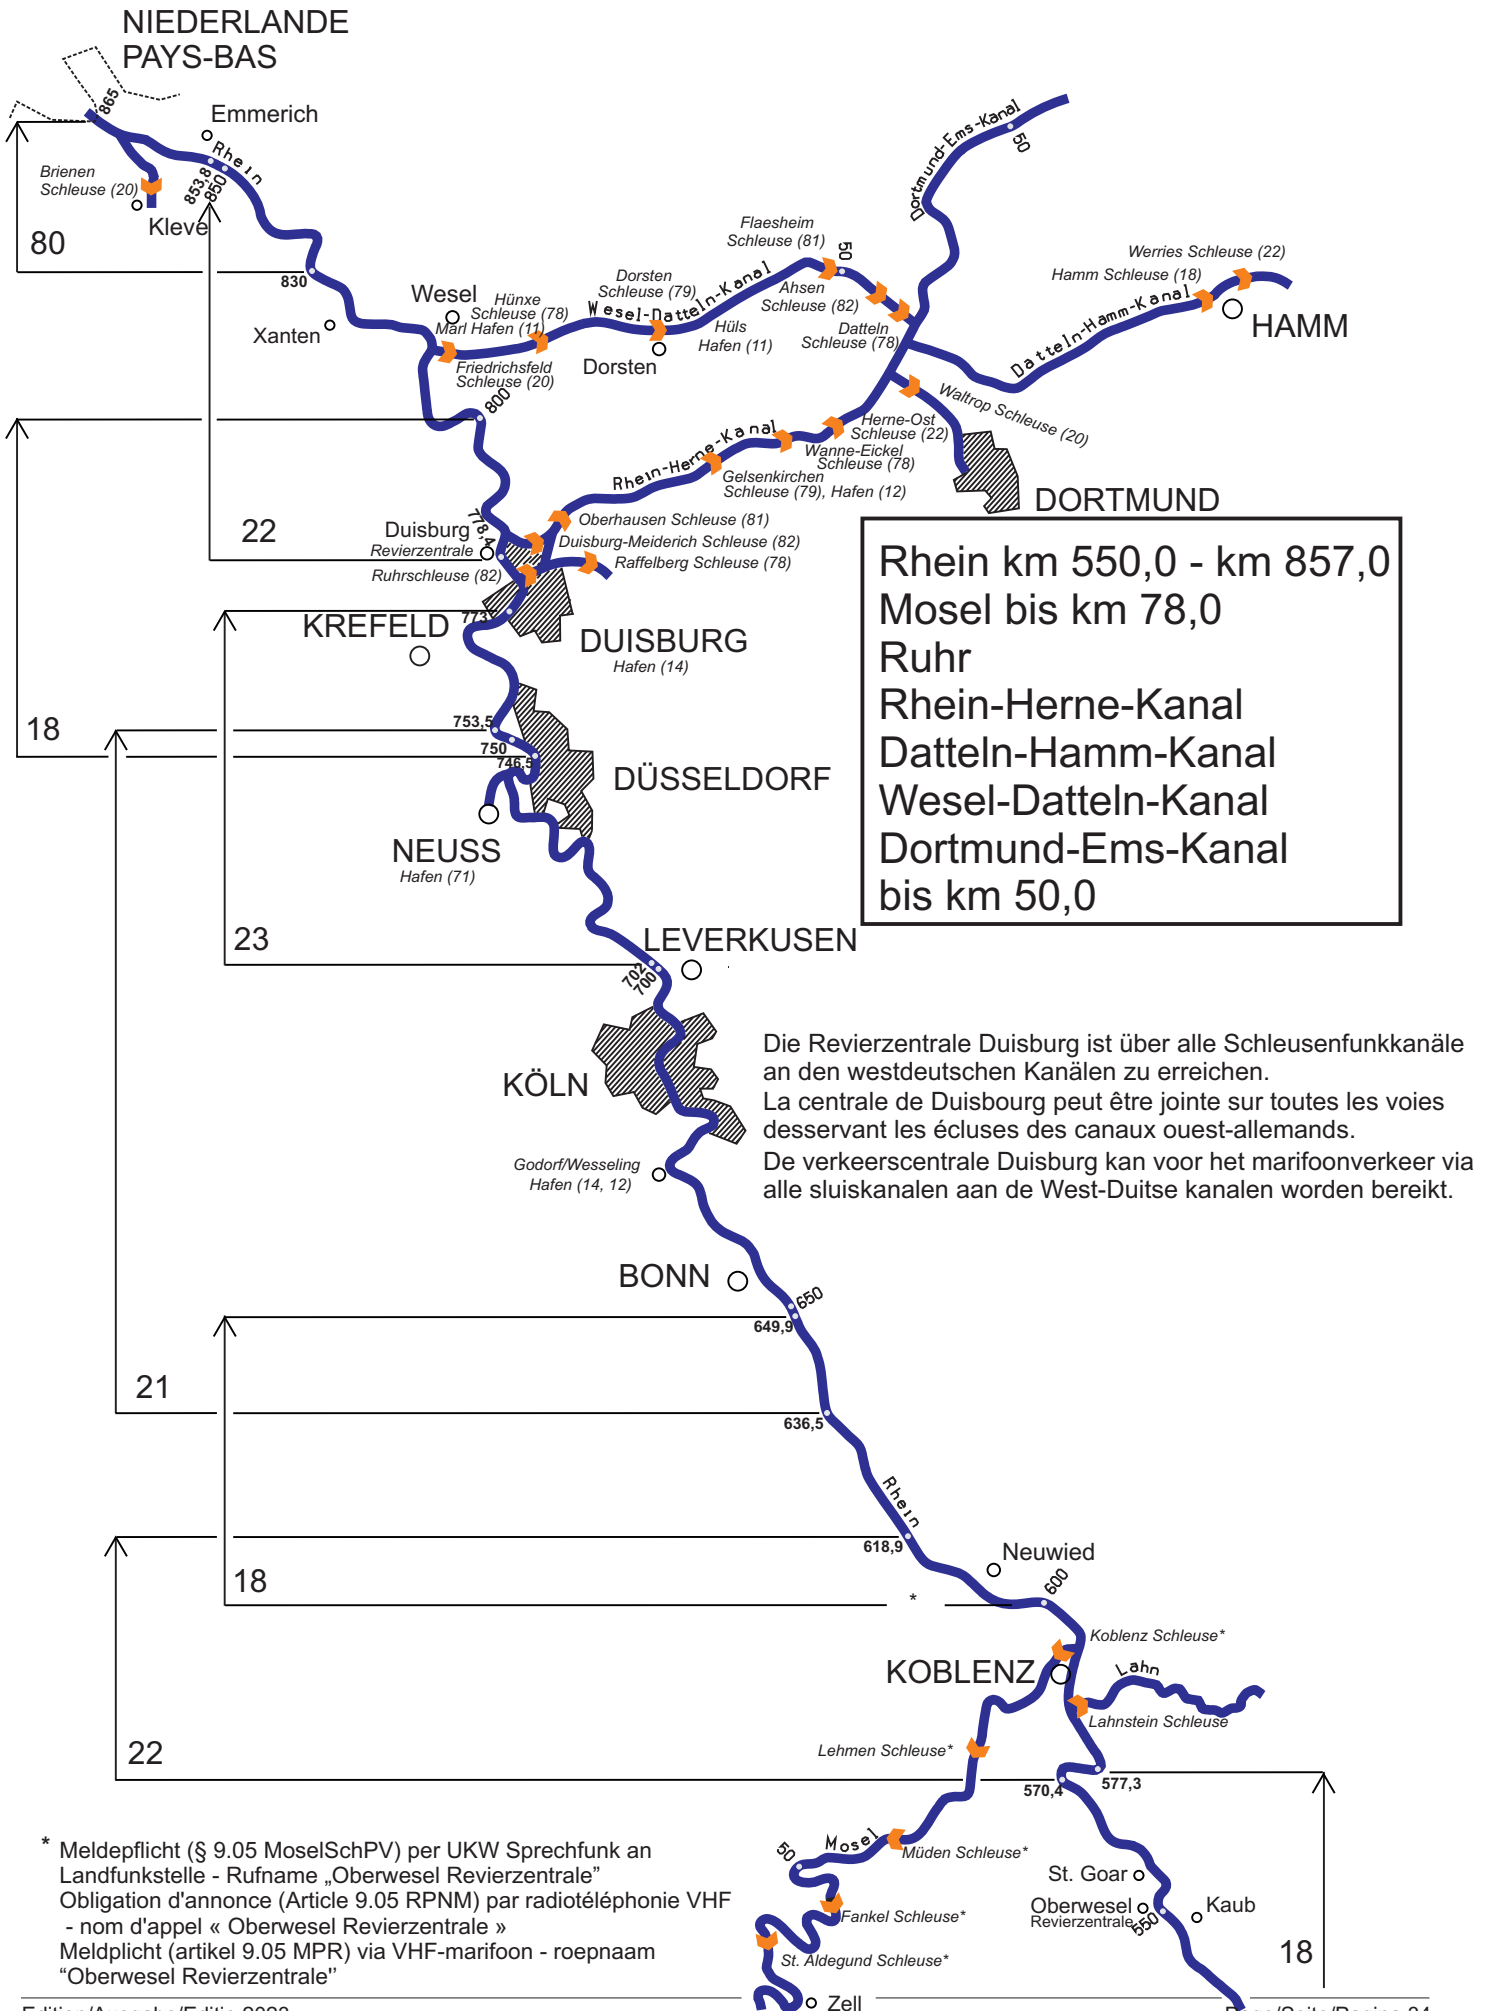 NIEDERLANDE
PAYS-BAS
865
Emmerich
Rhein
Brienen
Schleuse (20)
853,8
850
Kleve
80
830
Xanten
Wesel
Hünxe
Schleuse (78)
Marl Hafen (11)
Friedrichsfeld
Schleuse (20)
Dorsten
Schleuse (79)
Wesel-Datteln-Kanal
Dorsten
Hüls
Hafen (11)
Flaesheim
Schleuse (81)
50
Ahsen
Schleuse (82)
Datteln
Schleuse (78)
Dortmund-Ems-Kanal
50
Werries Schleuse (22)
Hamm Schleuse (18)
Datteln-Hamm-Kanal
HAMM
Waltrop Schleuse (20)
800
Herne-Ost
Schleuse (22)
Wanne-Eickel
Schleuse (78)
Rhein-Herne-Kanal
Gelsenkirchen
Schleuse (79), Hafen (12)
DORTMUND
22
778,4
Duisburg
Revierzentrale
Oberhausen Schleuse (81)
Duisburg-Meiderich Schleuse (82)
Raffelberg Schleuse (78)
Ruhrschleuse (82)
773
KREFELD
DUISBURG
Hafen (14)
Rhein km 550,0 - km 857,0
Mosel bis km 78,0
Ruhr
Rhein-Herne-Kanal
Datteln-Hamm-Kanal
Wesel-Datteln-Kanal
Dortmund-Ems-Kanal
bis km 50,0
18
753,5
750
746,5
DÜSSELDORF
NEUSS
Hafen (71)
23
LEVERKUSEN
702
700
KÖLN
Die Revierzentrale Duisburg ist über alle Schleusenfunkkanäle
an den westdeutschen Kanälen zu erreichen.
La centrale de Duisbourg peut être jointe sur toutes les voies
desservant les écluses des canaux ouest-allemands.
De verkeerscentrale Duisburg kan voor het marifoonverkeer via
alle sluiskanalen aan de West-Duitse kanalen worden bereikt.
Godorf/Wesseling
Hafen (14, 12)
BONN
650
649,9
21
636,5
Rhein
618,9
Neuwied
18
*
600
Koblenz Schleuse*
KOBLENZ
Lahn
Lahnstein Schleuse
Lehmen Schleuse*
22
570,4
577,3
Mosel
50
Müden Schleuse*
St. Goar
Oberwesel
Revierzentrale
550
Kaub
Fankel Schleuse*
St. Aldegund Schleuse*
18
Zell
* Meldepflicht (§ 9.05 MoselSchPV) per UKW Sprechfunk an
Landfunkstelle - Rufname „Oberwesel Revierzentrale”
Obligation d'annonce (Article 9.05 RPNM) par radiotéléphonie VHF
- nom d'appel « Oberwesel Revierzentrale »
Meldplicht (artikel 9.05 MPR) via VHF-marifoon - roepnaam
“Oberwesel Revierzentrale''